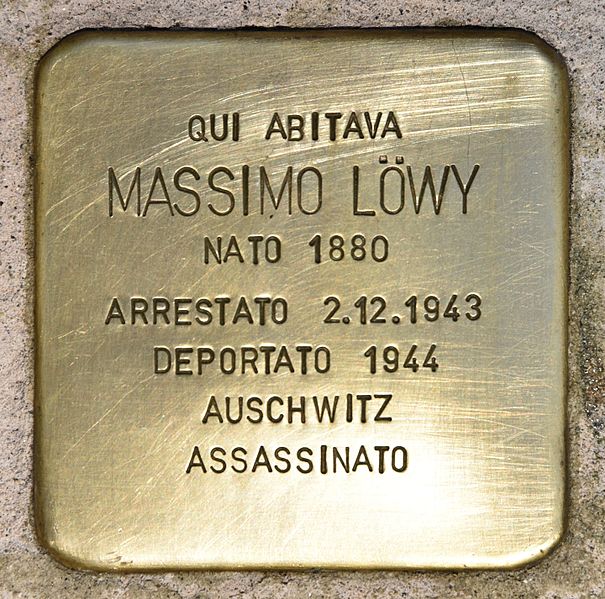 QUI ABITAVA
MASSIMO LÖWY
NATO 1880
ARRESTATO 2.12.1943
DEPORTATO 1944
AUSCHWITZ
ASSASSINATO